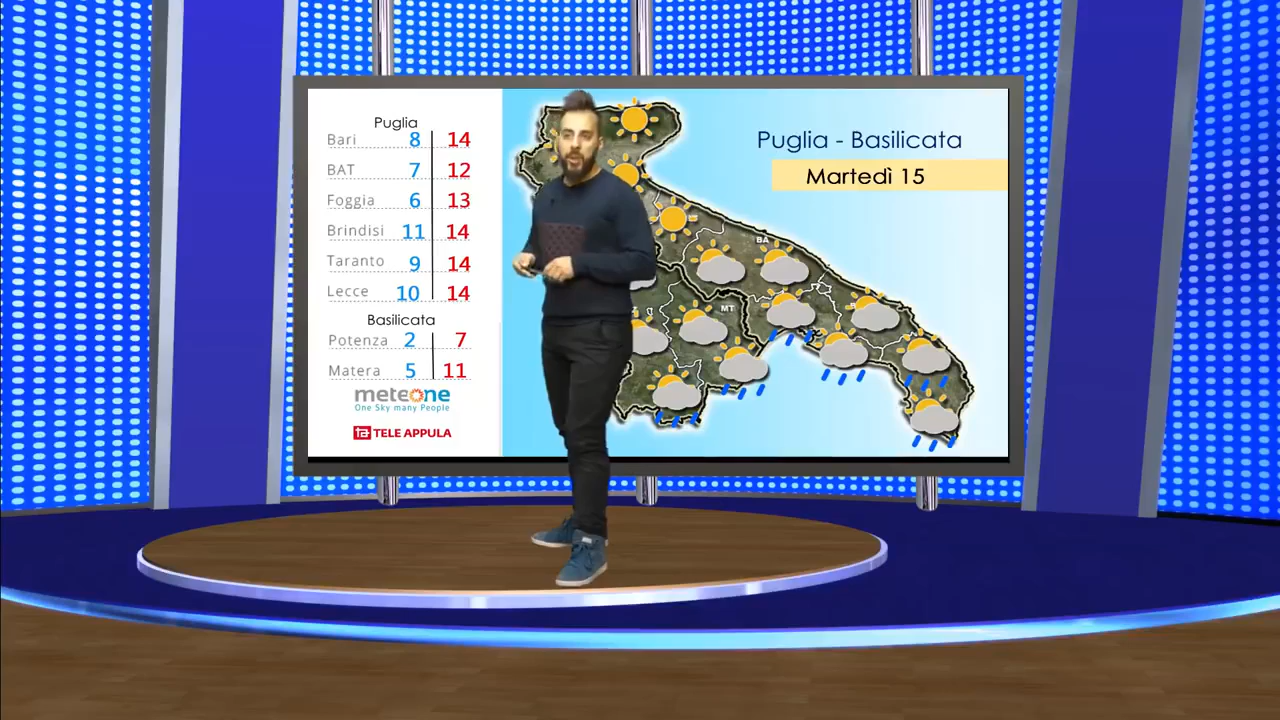 Puglia
Bari 8 14
BAT 7 12
Foggia 6 13
Brindisi 11 14
Taranto 9 14
Lecce 10 14
Basilicata
Potenza 2 7
Matera 5 11
meteone
One Sky many People
TELE APPULA
Puglia - Basilicata
Martedì 15
BA
MT